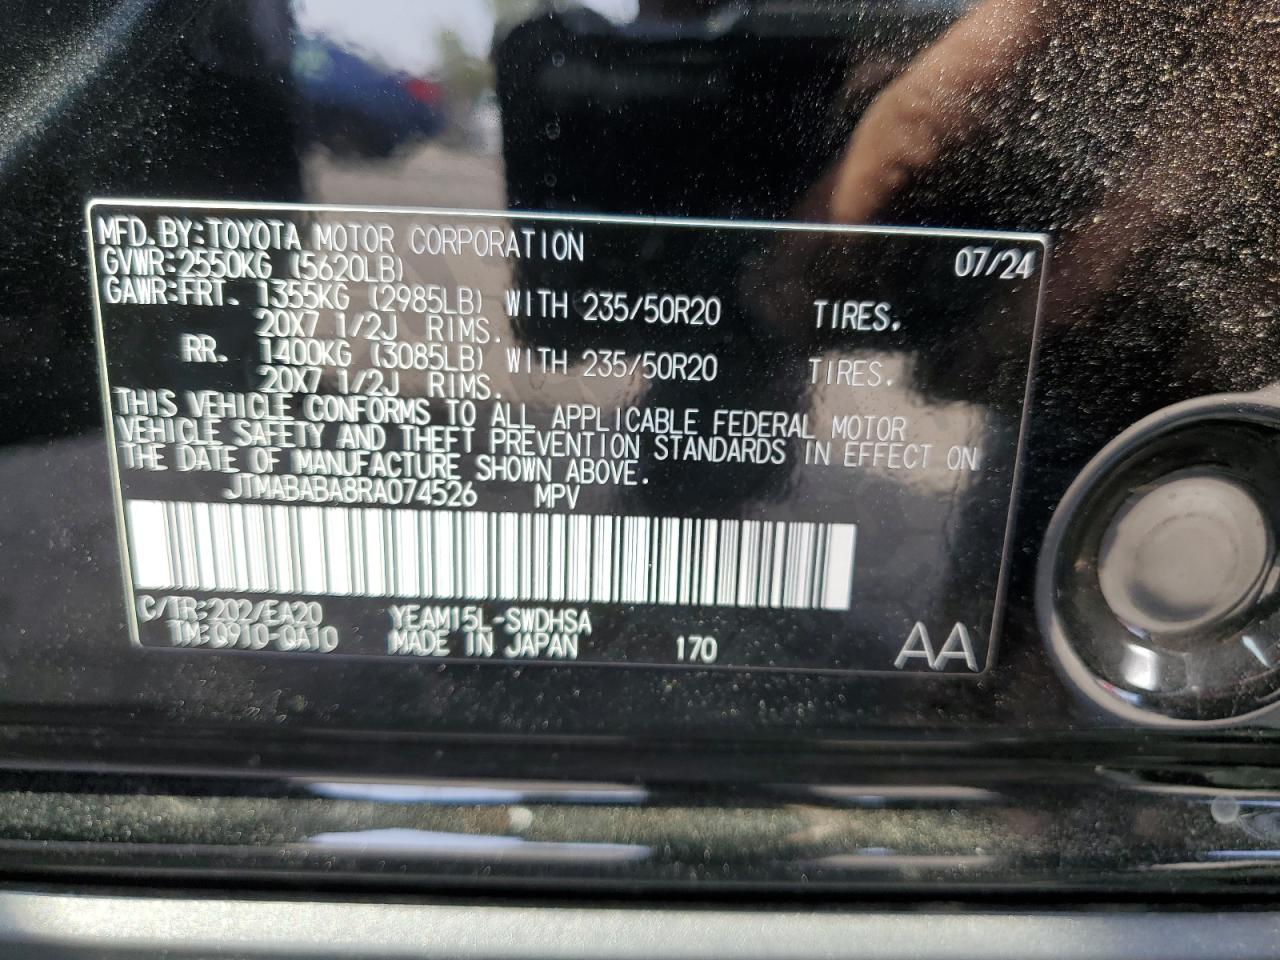 MFD. BY: TOYOTA MOTOR CORPORATION 07/24
GVWR: 2550KG (5620LB)
GAWR: FRT. 1355KG (2985LB) WITH 235/50R20 TIRES.
20X7 1/2J RIMS.
RR. 1400KG (3085LB) WITH 235/50R20 TIRES.
20X7 1/2J RIMS.
THIS VEHICLE CONFORMS TO ALL APPLICABLE FEDERAL MOTOR
VEHICLE SAFETY AND THEFT PREVENTION STANDARDS IN EFFECT ON
THE DATE OF MANUFACTURE SHOWN ABOVE.
JTMABABA8RA074526 MPV
C/TR: 202/EA20 YEAM15L-SWDHSA
TM: Q910-QA10 MADE IN JAPAN 170 AA